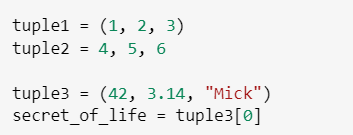 tuple1 = (1, 2, 3)
tuple2 = 4, 5, 6
tuple3 = (42, 3.14, "Mick")
secret_of_life = tuple3[0]